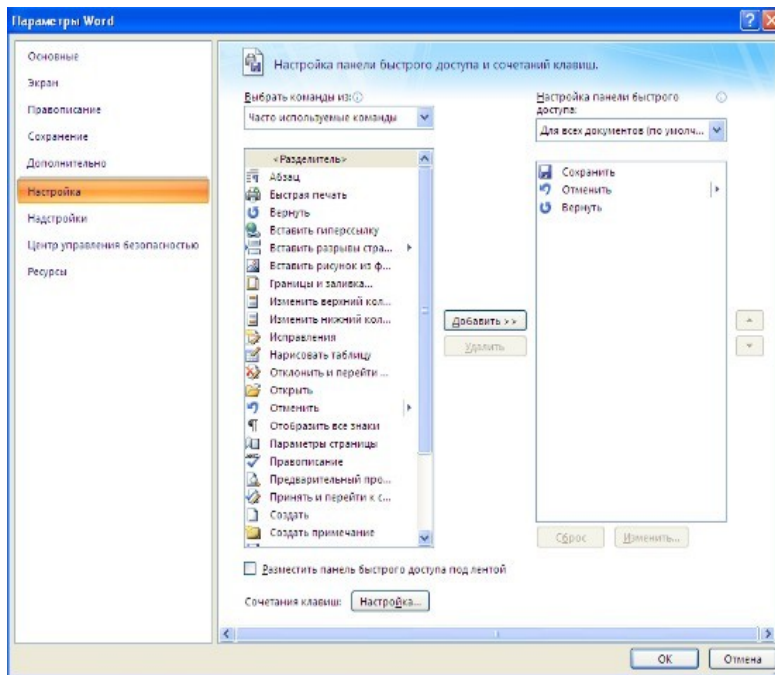 Параметры Word
Основные
Экран
Правописание
Сохранение
Дополнительно
Настройка
Надстройки
Центр управления безопасностью
Ресурсы
Настройка панели быстрого доступа и сочетаний клавиш.
Выбрать команды из:
Часто используемые команды
<Разделитель>
Абзац
Быстрая печать
Вернуть
Вставить гиперссылку
Вставить разрывы стра...
Вставить рисунок из ф...
Границы и заливка...
Изменить верхний кол...
Изменить нижний кол...
Исправления
Нарисовать таблицу
Отклонить и перейти ...
Открыть
Отменить
Отобразить все знаки
Параметры страницы
Правописание
Предварительный про...
Принять и перейти к с...
Создать
Создать примечание
Добавить >>
Удалить
Настройка панели быстрого
доступа:
Для всех документов (по умолч...
Сохранить
Отменить
Вернуть
Сброс
Изменить...
Разместить панель быстрого доступа под лентой
Сочетания клавиш:
Настройка...
ОК
Отмена